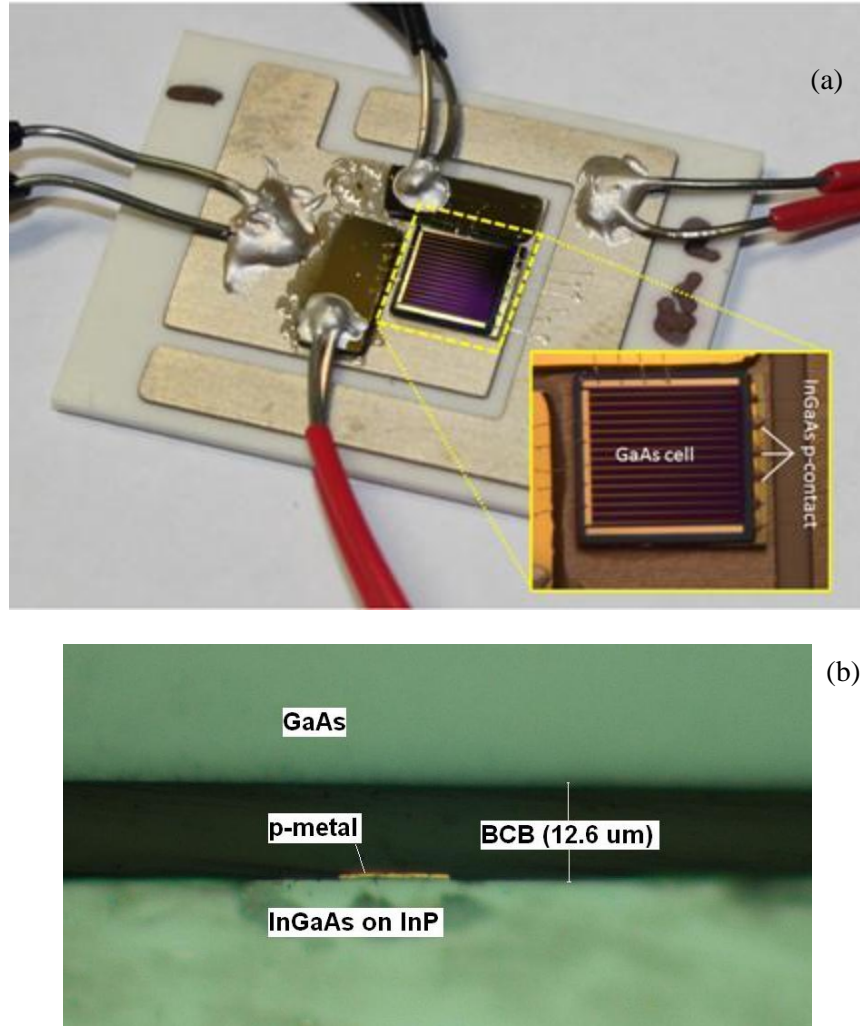 (a)
GaAs cell
InGaAs p-contact
(b)
GaAs
p-metal
BCB (12.6 um)
InGaAs on InP